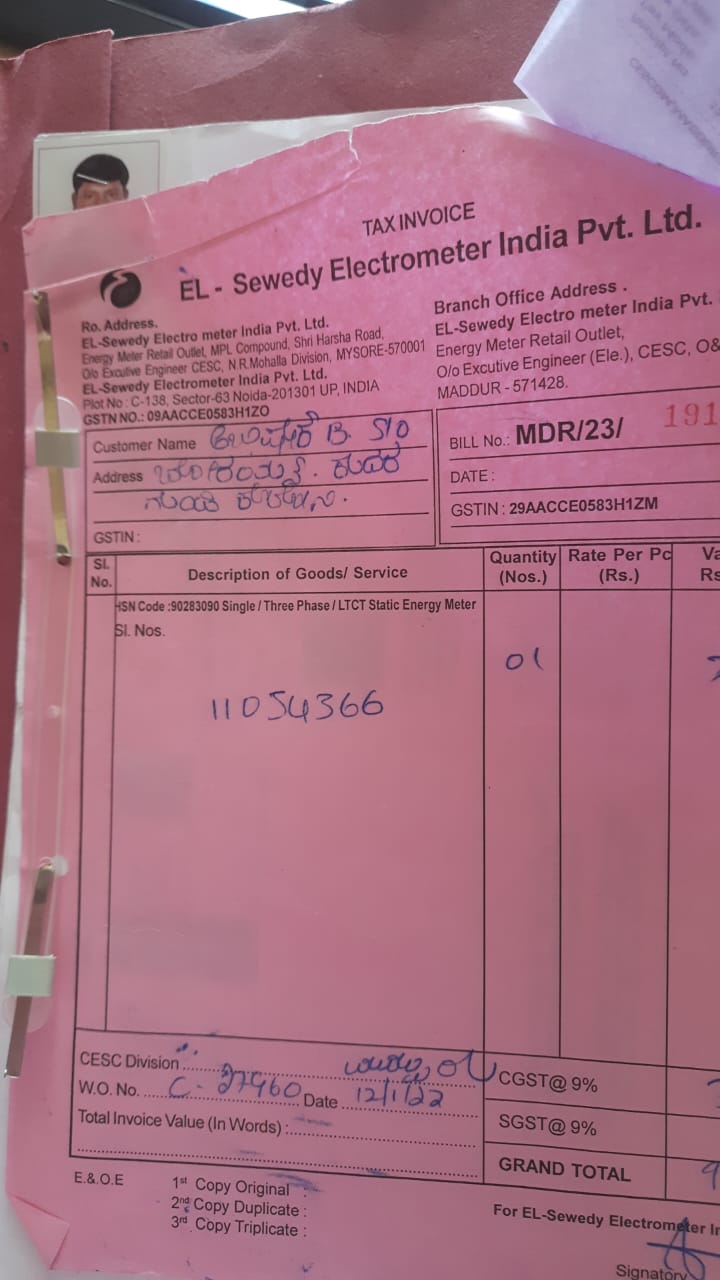 TAX INVOICE
EL - Sewedy Electrometer India Pvt. Ltd.
Ro. Address.
EL-Sewedy Electro meter India Pvt. Ltd.
Energy Meter Retail Outlet, MPL Compound, Shri Harsha Road,
O/o Excutive Engineer CESC, N.R.Mohalla Division, MYSORE-570001
EL-Sewedy Electrometer India Pvt. Ltd.
Plot No : C-138, Sector-63 Noida-201301 UP, INDIA
GSTN NO.: 09AACCE0583H1ZO
Branch Office Address .
EL-Sewedy Electro meter India Pvt.
Energy Meter Retail Outlet,
O/o Excutive Engineer (Ele.), CESC, O&
MADDUR - 571428.
Customer Name B. S/O
Address
GSTIN :
BILL No.: MDR/23/ 191
DATE :
GSTIN : 29AACCE0583H1ZM
Sl. No. Description of Goods/ Service Quantity (Nos.) Rate Per Pc (Rs.) Va Rs
HSN Code :90283090 Single / Three Phase / LTCT Static Energy Meter
Sl. Nos.
11054366 01
CESC Division
W.O. No. C- 27960 Date 12/1/22
Total Invoice Value (In Words) :
CGST@ 9%
SGST@ 9%
GRAND TOTAL
E.& O.E
1st Copy Original :
2nd Copy Duplicate :
3rd Copy Triplicate :
For EL-Sewedy Electrometer In
Signatory